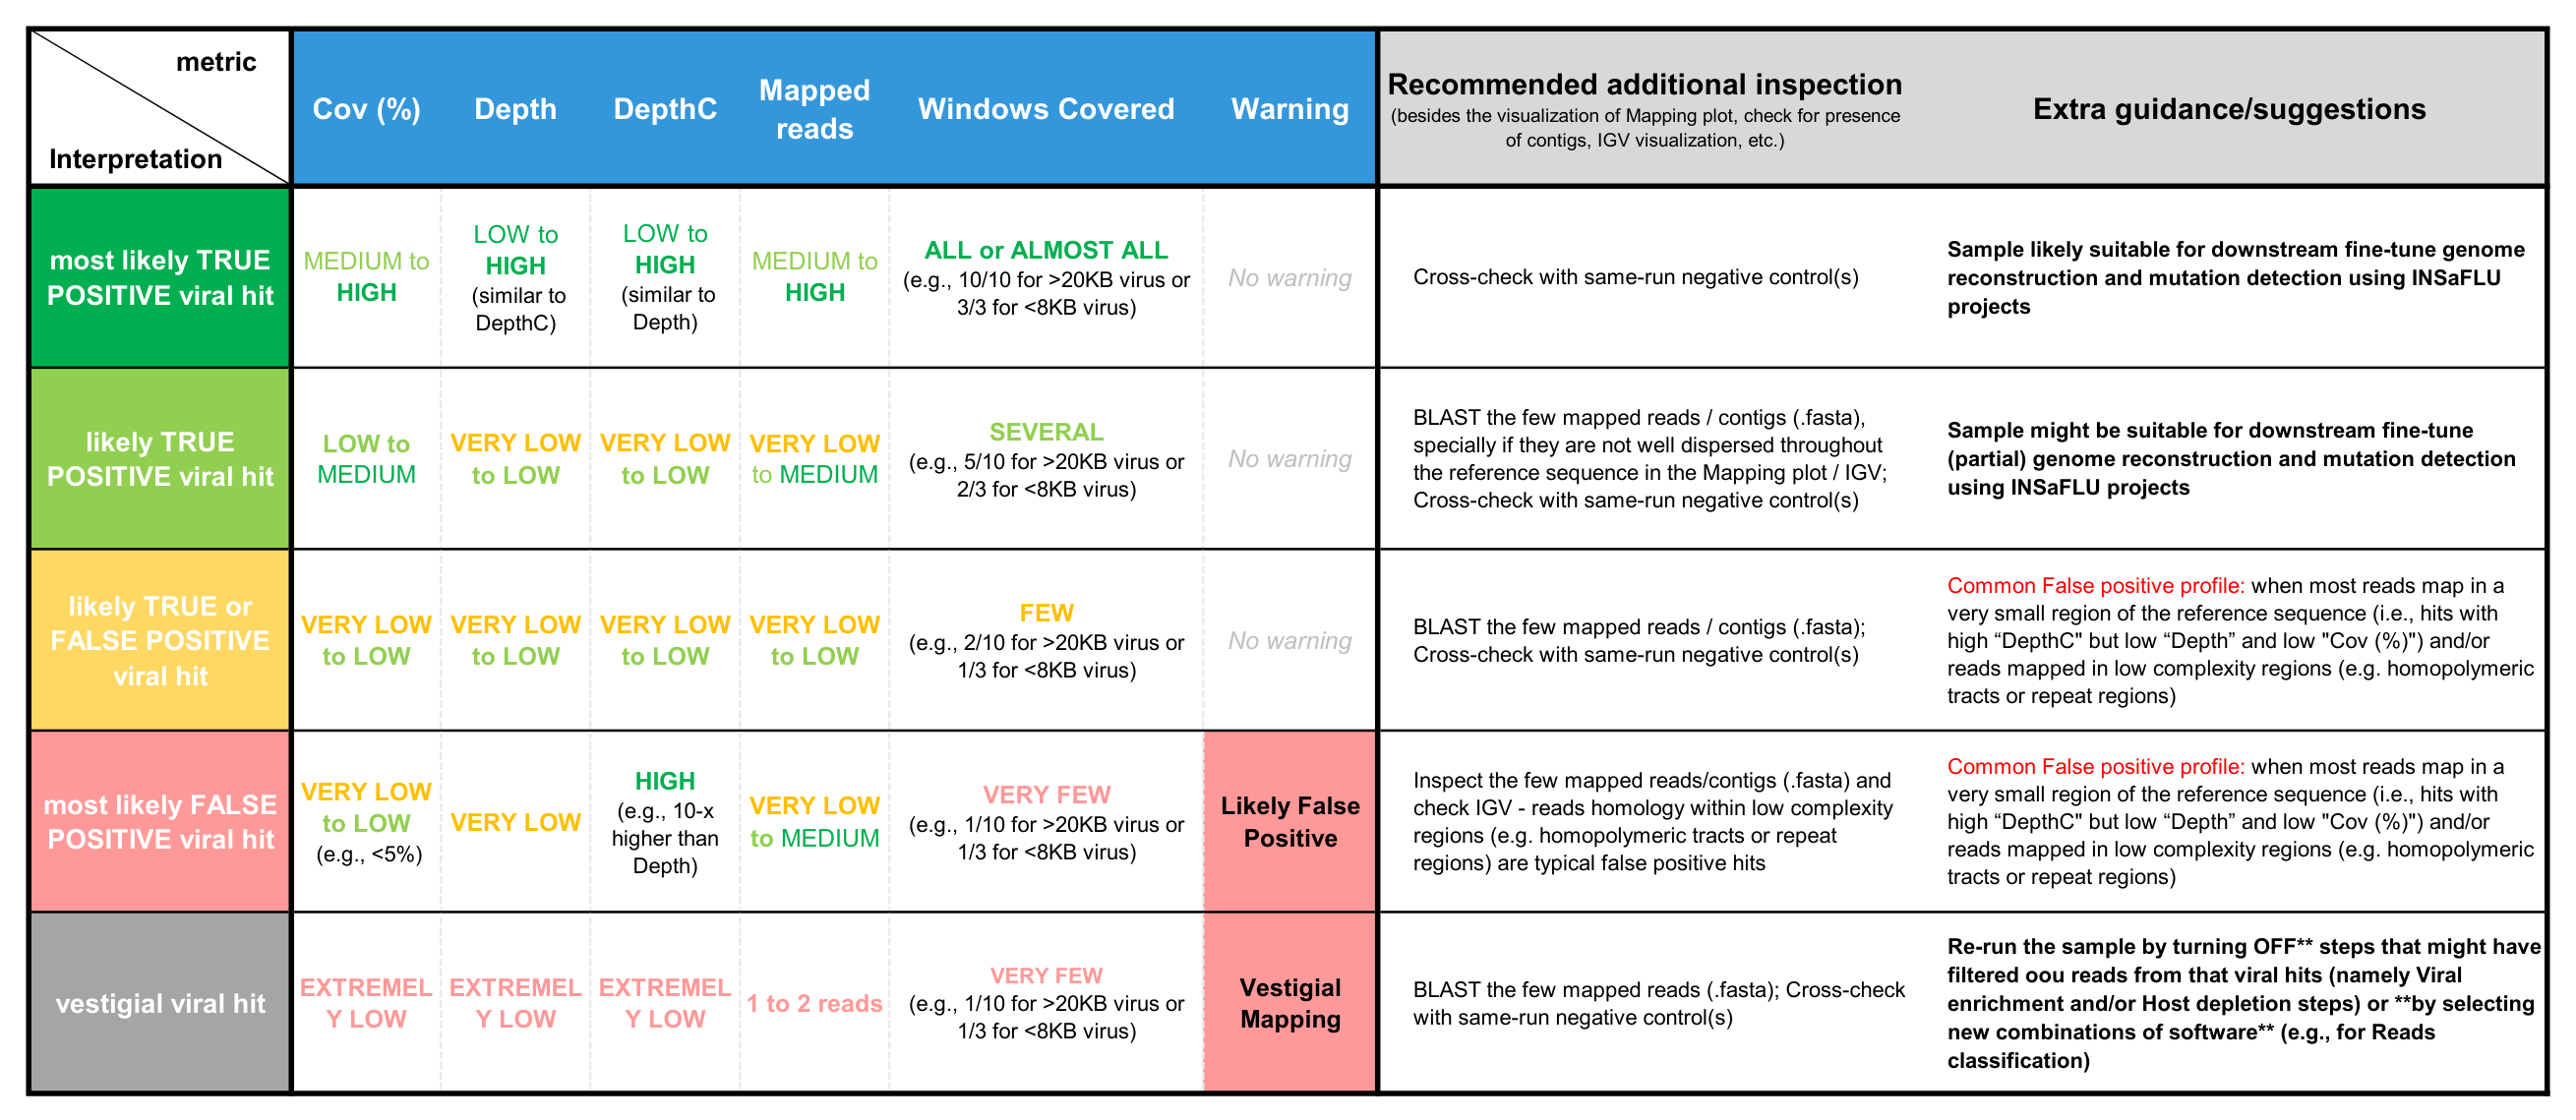 metric
Interpretation
Cov (%)
Depth
DepthC
Mapped
reads
Windows Covered
Warning
Recommended additional inspection
(besides the visualization of Mapping plot, check for presence
of contigs, IGV visualization, etc.)
Extra guidance/suggestions
most likely TRUE
POSITIVE viral hit
MEDIUM to
HIGH
LOW to
HIGH
(similar to
DepthC)
LOW to
HIGH
(similar to
Depth)
MEDIUM to
HIGH
ALL or ALMOST ALL
(e.g., 10/10 for >20KB virus or
3/3 for <8KB virus)
No warning
Cross-check with same-run negative control(s)
Sample likely suitable for downstream fine-tune genome
reconstruction and mutation detection using INSaFLU
projects
likely TRUE
POSITIVE viral hit
LOW to
MEDIUM
VERY LOW
to LOW
VERY LOW
to LOW
VERY LOW
to MEDIUM
SEVERAL
(e.g., 5/10 for >20KB virus or
2/3 for <8KB virus)
No warning
BLAST the few mapped reads / contigs (.fasta),
specially if they are not well dispersed throughout
the reference sequence in the Mapping plot / IGV;
Cross-check with same-run negative control(s)
Sample might be suitable for downstream fine-tune
(partial) genome reconstruction and mutation detection
using INSaFLU projects
likely TRUE or
FALSE POSITIVE
viral hit
VERY LOW
to LOW
VERY LOW
to LOW
VERY LOW
to LOW
VERY LOW
to LOW
FEW
(e.g., 2/10 for >20KB virus or
1/3 for <8KB virus)
No warning
BLAST the few mapped reads / contigs (.fasta);
Cross-check with same-run negative control(s)
Common False positive profile: when most reads map in a
very small region of the reference sequence (i.e., hits with
high “DepthC" but low “Depth” and low "Cov (%)") and/or
reads mapped in low complexity regions (e.g. homopolymeric
tracts or repeat regions)
most likely FALSE
POSITIVE viral hit
VERY LOW
to LOW
(e.g., <5%)
VERY LOW
HIGH
(e.g., 10-x
higher than
Depth)
VERY LOW
to MEDIUM
VERY FEW
(e.g., 1/10 for >20KB virus or
1/3 for <8KB virus)
Likely False
Positive
Inspect the few mapped reads/contigs (.fasta) and
check IGV - reads homology within low complexity
regions (e.g. homopolymeric tracts or repeat
regions) are typical false positive hits
Common False positive profile: when most reads map in a
very small region of the reference sequence (i.e., hits with
high “DepthC" but low “Depth” and low "Cov (%)") and/or
reads mapped in low complexity regions (e.g. homopolymeric
tracts or repeat regions)
vestigial viral hit
EXTREMEL
Y LOW
EXTREMEL
Y LOW
EXTREMEL
Y LOW
1 to 2 reads
VERY FEW
(e.g., 1/10 for >20KB virus or
1/3 for <8KB virus)
Vestigial
Mapping
BLAST the few mapped reads (.fasta); Cross-check
with same-run negative control(s)
Re-run the sample by turning OFF** steps that might have
filtered oou reads from that viral hits (namely Viral
enrichment and/or Host depletion steps) or **by selecting
new combinations of software** (e.g., for Reads
classification)